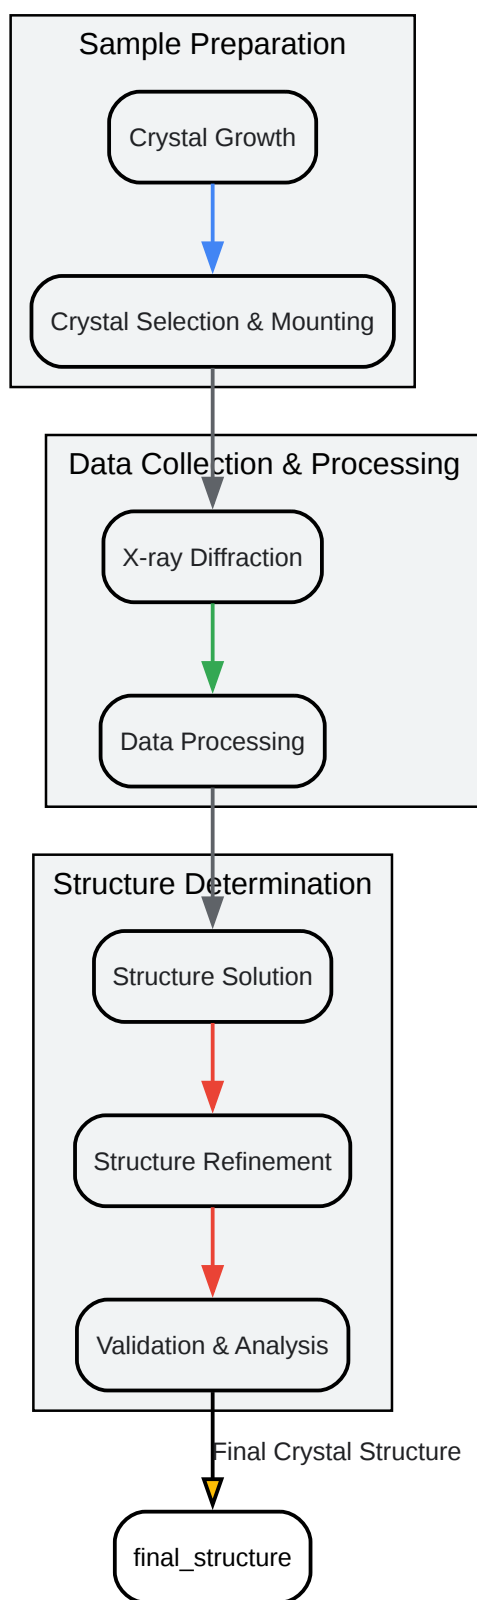 Sample Preparation
Crystal Growth
Crystal Selection & Mounting
Data Collection & Processing
X-ray Diffraction
Data Processing
Structure Determination
Structure Solution
Structure Refinement
Validation & Analysis
Final Crystal Structure
final_structure